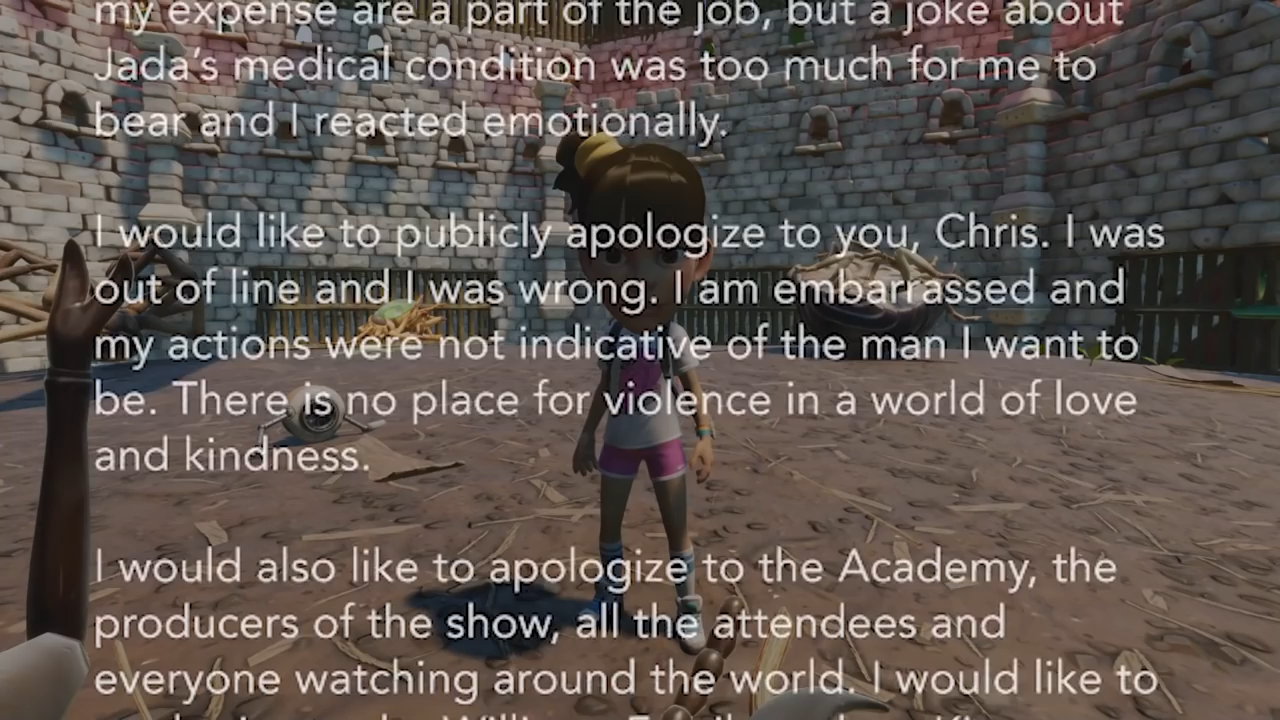 my expense are a part of the job, but a joke about
Jada's medical condition was too much for me to
bear and I reacted emotionally.
I would like to publicly apologize to you, Chris. I was
out of line and I was wrong. I am embarrassed and
my actions were not indicative of the man I want to
be. There is no place for violence in a world of love
and kindness.
I would also like to apologize to the Academy, the
producers of the show, all the attendees and
everyone watching around the world. I would like to